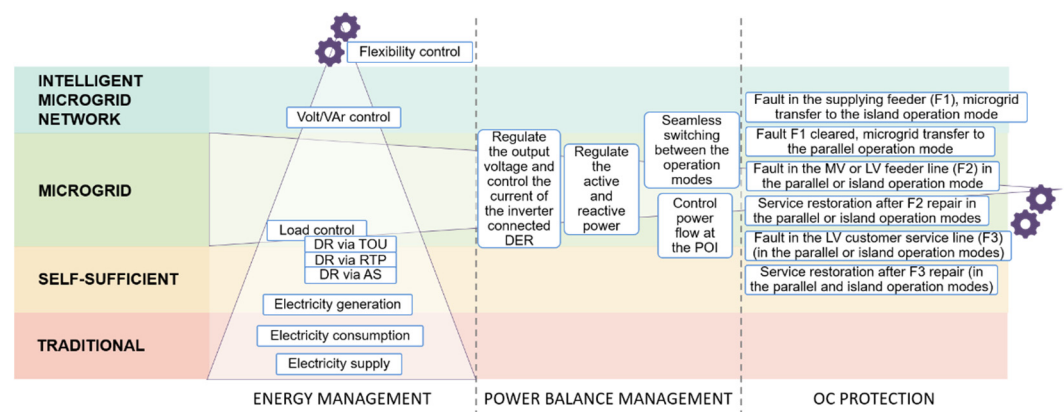 Flexibility control
INTELLIGENT
MICROGRID
NETWORK
Volt/VAr control
MICROGRID
Load control
DR via TOU
DR via RTP
DR via AS
SELF-SUFFICIENT
Electricity generation
TRADITIONAL
Electricity consumption
Electricity supply
Regulate
the output
voltage and
control the
current of
the inverter
connected
DER
Regulate
the
active
and
reactive
power
Seamless
switching
between the
operation
modes
Control
power
flow at
the POI
Fault in the supplying feeder (F1), microgrid
transfer to the island operation mode
Fault F1 cleared, microgrid transfer to
the parallel operation mode
Fault in the MV or LV feeder line (F2) in
the parallel or island operation mode
Service restoration after F2 repair in
the parallel or island operation modes
Fault in the LV customer service line (F3)
(in the parallel or island operation modes)
Service restoration after F3 repair (in
the parallel and island operation modes)
ENERGY MANAGEMENT
POWER BALANCE MANAGEMENT
OC PROTECTION